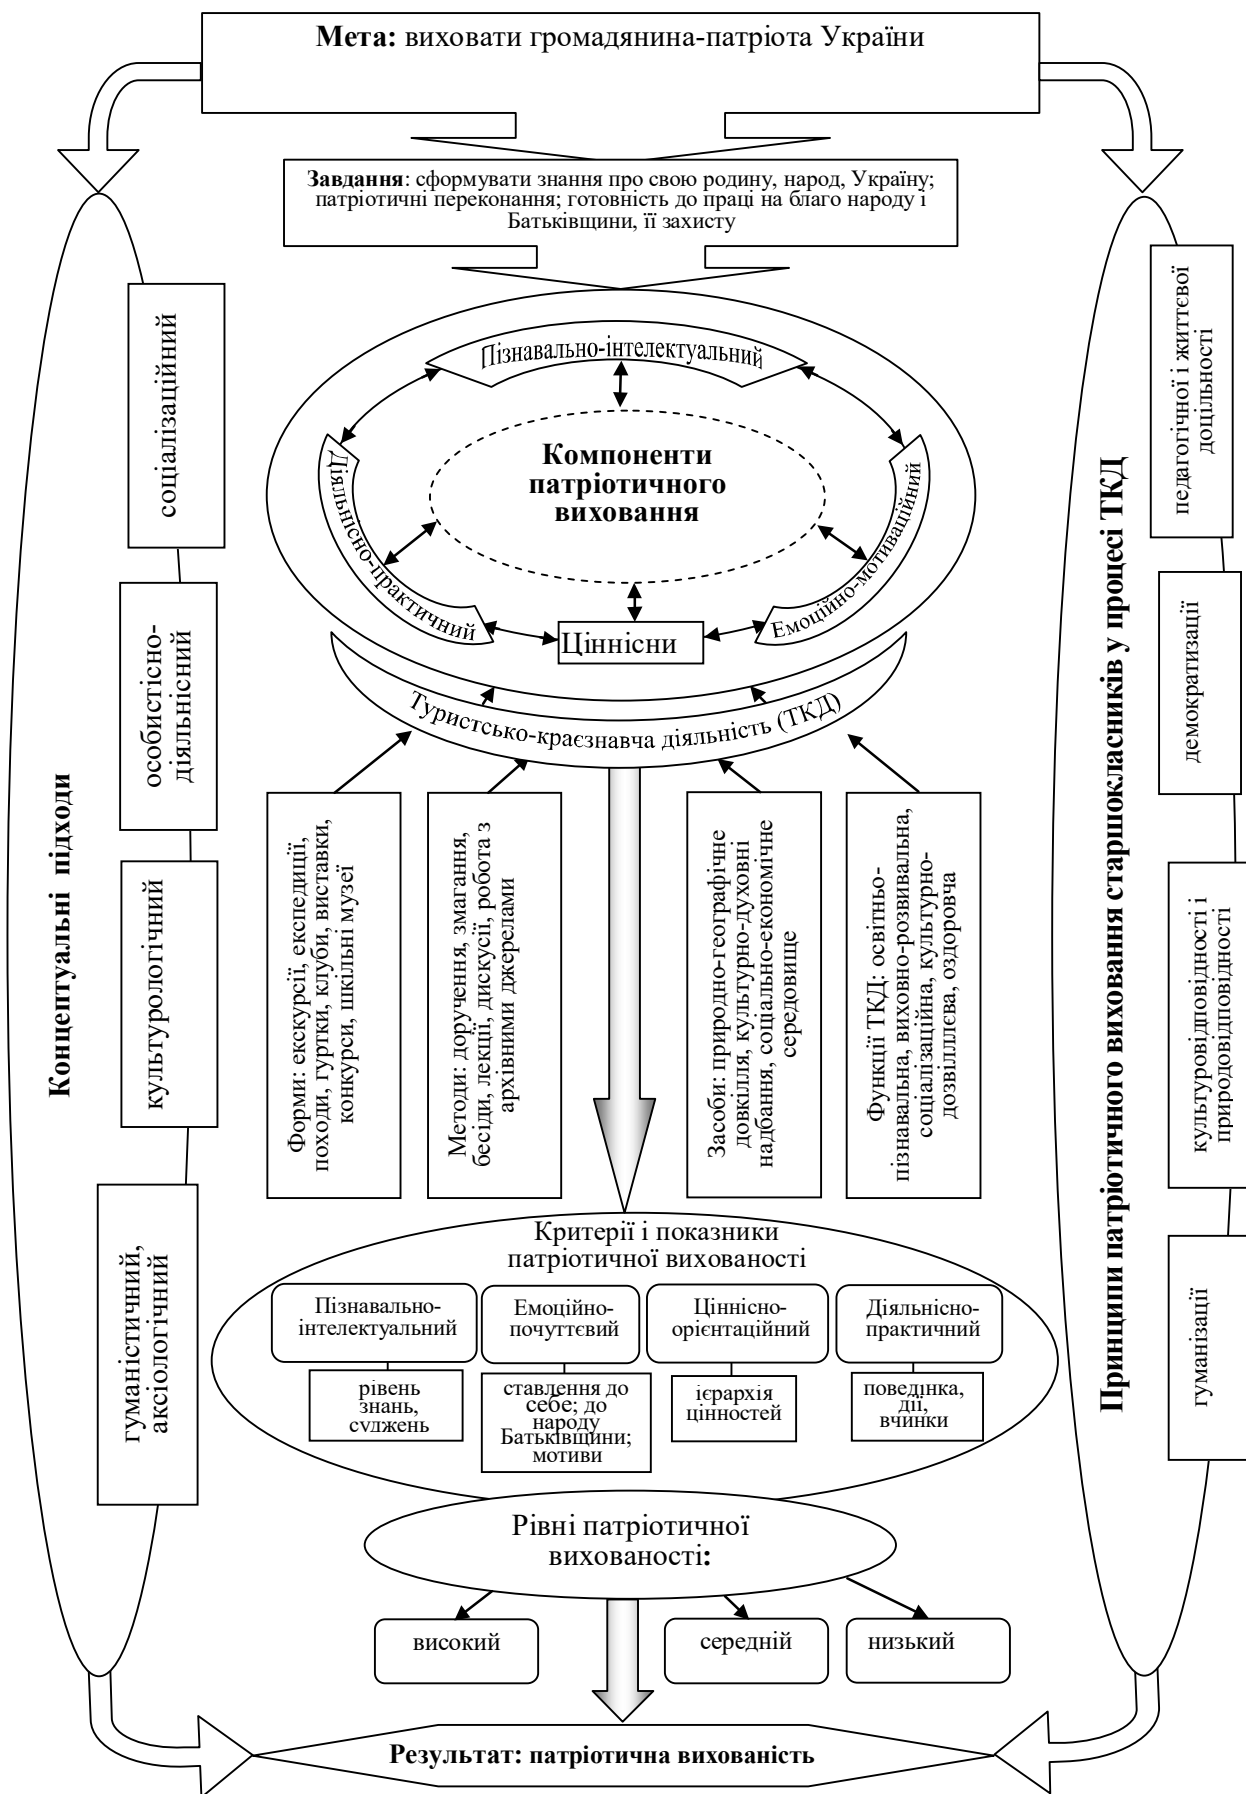 Мета: виховати громадянина-патріота України
Завдання: сформувати знання про свою родину, народ, Україну;
патріотичні переконання; готовність до праці на благо народу і
Батьківщини, її захисту
Концептуальні підходи
соціалізаційний
особистісно-
діяльнісний
культурологічний
гуманістичний,
аксіологічний
Пізнавально-інтелектуальний
Діяльнісно-практичний
Компоненти
патріотичного
виховання
Емоційно-мотиваційний
Ціннісни
Туристсько-краєзнавча діяльність (ТКД)
Форми: екскурсії, експедиції,
походи, гуртки, клуби, виставки,
конкурси, шкільні музеї
Методи: доручення, змагання,
бесіди, лекції, дискусії, робота з
архівними джерелами
Засоби: природно-географічне
довкілля, культурно-духовні
надбання, соціально-економічне
середовище
Функції ТКД: освітньо-
пізнавальна, виховно-розвивальна,
соціалізаційна, культурно-
дозвілллєва, оздоровча
Принципи патріотичного виховання старшокласників у процесі ТКД
педагогічної і життєвої
доцільності
демократизації
культуровідповідності і
природовідповідності
гуманізації
Критерії і показники
патріотичної вихованості
Пізнавально-
інтелектуальний
Емоційно-
почуттєвий
Ціннісно-
орієнтаційний
Діяльнісно-
практичний
рівень
знань,
суджень
ставлення до
себе; до
народу
Батьківщини;
мотиви
ієрархія
цінностей
поведінка,
дії,
вчинки
Рівні патріотичної
вихованості:
високий
середній
низький
Результат: патріотична вихованість